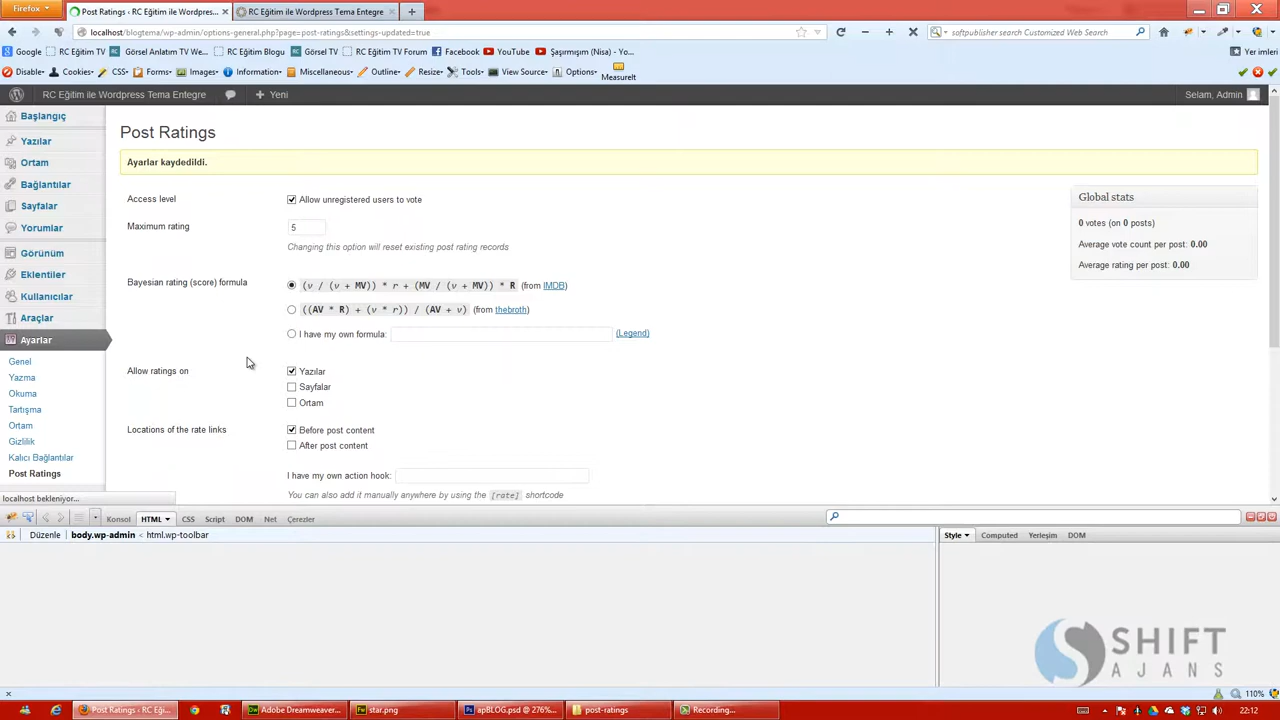 Firefox
Post Ratings ‹ RC Eğitim ile Wordpres...
RC Eğitim ile Wordpress Tema Entegre
localhost/blogtema/wp-admin/options-general.php?page=post-ratings&settings-updated=true
softpublisher search Customized Web Search
Google
RC Eğitim TV
Görsel Anlatım TV We...
RC Eğitim Blogu
Görsel TV
RC Eğitim TV Forum
Facebook
YouTube
Şaşırmışım (Nisa) - Yo...
Yer imleri
Disable
Cookies
CSS
Forms
Images
Information
Miscellaneous
Outline
Resize
Tools
View Source
Options
MeasureIt
RC Eğitim ile Wordpress Tema Entegre
Yeni
Selam, Admin
Başlangıç
Yazılar
Ortam
Bağlantılar
Sayfalar
Yorumlar
Görünüm
Eklentiler
Kullanıcılar
Araçlar
Ayarlar
Genel
Yazma
Okuma
Tartışma
Ortam
Gizlilik
Kalıcı Bağlantılar
Post Ratings
Post Ratings
Ayarlar kaydedildi.
Access level
Allow unregistered users to vote
Maximum rating
5
Changing this option will reset existing post rating records
Bayesian rating (score) formula
(v / (v + MV)) * r + (MV / (v + MV)) * R (from IMDB)
((AV * R) + (v * r)) / (AV + v) (from thebroth)
I have my own formula:
(Legend)
Allow ratings on
Yazılar
Sayfalar
Ortam
Locations of the rate links
Before post content
After post content
I have my own action hook:
You can also add it manually anywhere by using the [rate] shortcode
Global stats
0 votes (on 0 posts)
Average vote count per post: 0.00
Average rating per post: 0.00
localhost bekleniyor...
Konsol
HTML
CSS
Script
DOM
Net
Çerezler
Düzenle
body.wp-admin < html.wp-toolbar
Style
Computed
Yerleşim
DOM
SHIFT
AJANS
110%
Post Ratings ‹ RC Eği...
Adobe Dreamweaver...
star.png
apBLOG.psd @ 276%...
post-ratings
Recording...
22:12